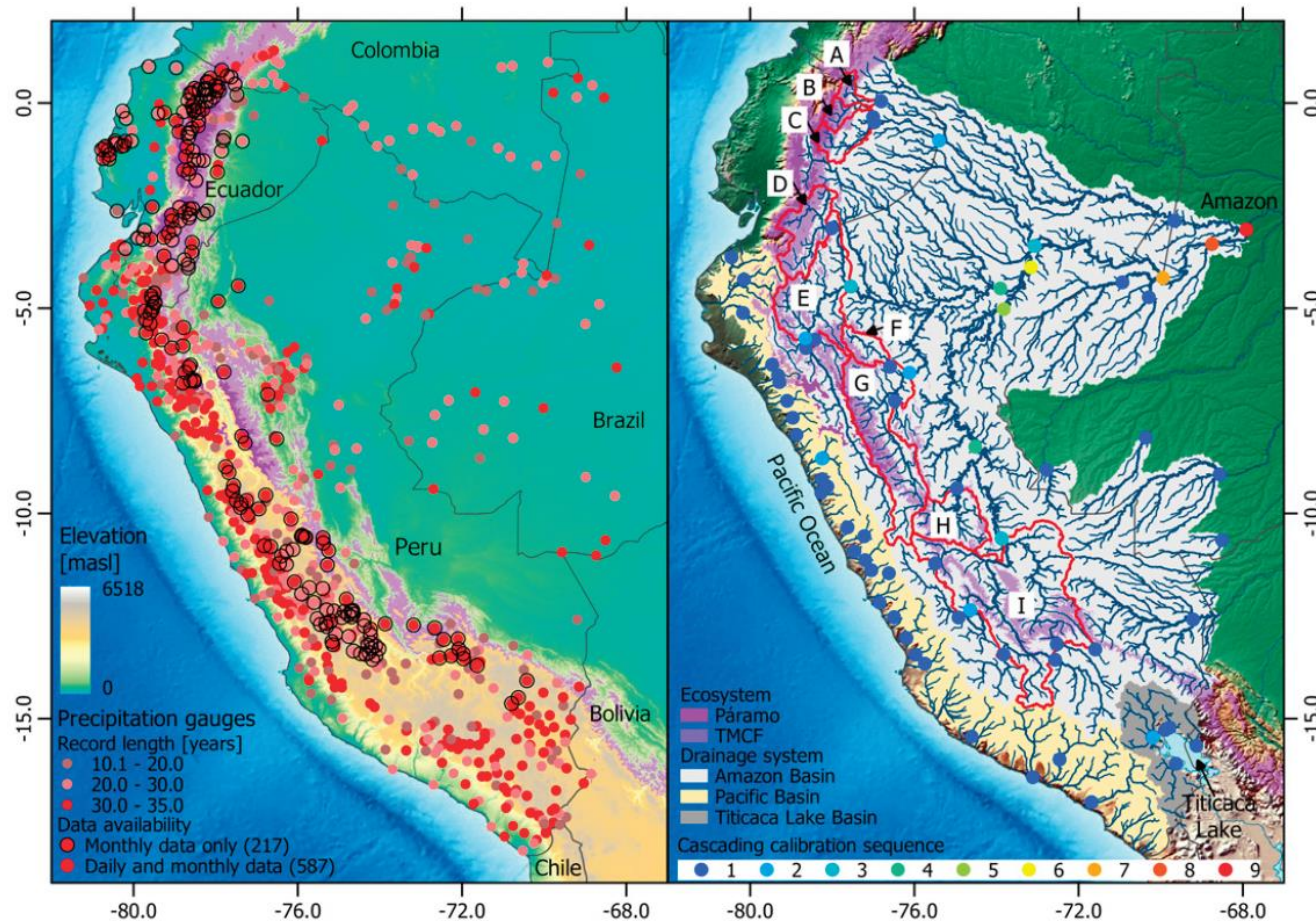 Colombia
Ecuador
Brazil
Peru
Bolivia
Chile
Elevation
[masl]
6518
0
Precipitation gauges
Record length [years]
10.1 - 20.0
20.0 - 30.0
30.0 - 35.0
Data availability
Monthly data only (217)
Daily and monthly data (587)
0.0
-5.0
-10.0
-15.0
-80.0
-76.0
-72.0
-68.0
A
B
C
D
E
F
G
H
I
Amazon
Pacific Ocean
Titicaca
Lake
Ecosystem
Páramo
TMCF
Drainage system
Amazon Basin
Pacific Basin
Titicaca Lake Basin
Cascading calibration sequence
1 2 3 4 5 6 7 8 9
0.0
-5.0
-10.0
-15.0
-80.0
-76.0
-72.0
-68.0